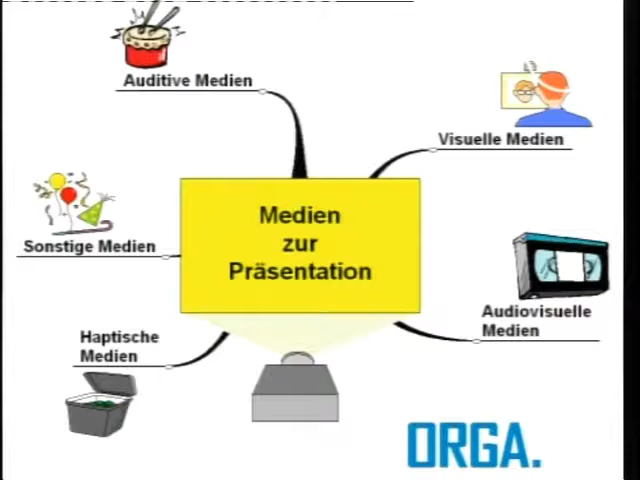 Auditive Medien
Visuelle Medien
Medien
zur
Präsentation
Sonstige Medien
Audiovisuelle
Medien
Haptische
Medien
ORGA.